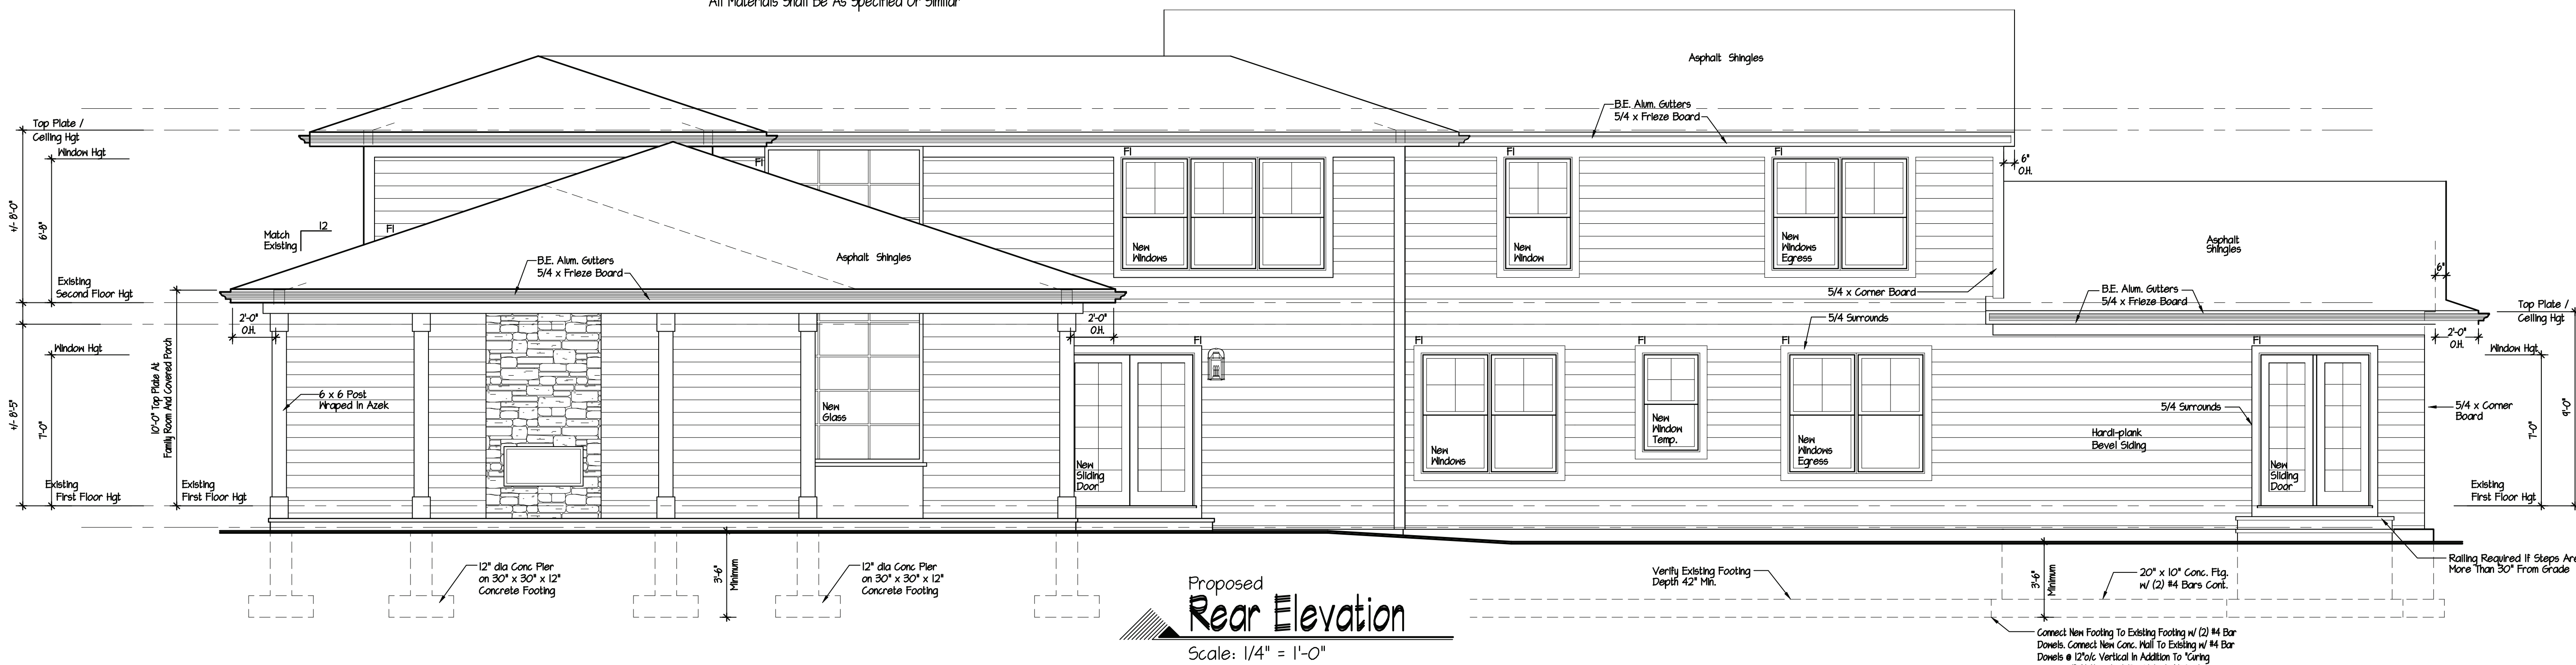 All Materials Shall Be As Specified Or Similar
Asphalt Shingles
B.E. Alum. Gutters
5/4 x Frieze Board
Top Plate /
Ceiling Hgt
Window Hgt
+/- 8'-0"
6'-8"
Existing
Second Floor Hgt
Match
Existing
12
FI
FI
FI
FI
FI
6"
O.H.
New
Windows
New
Window
New
Windows
Egress
Asphalt Shingles
B.E. Alum. Gutters
5/4 x Frieze Board
Asphalt
Shingles
6"
B.E. Alum. Gutters
5/4 x Frieze Board
5/4 x Corner Board
5/4 Surrounds
Top Plate /
Ceiling Hgt
2'-0"
O.H.
2'-0"
O.H.
2'-0"
O.H.
Window Hgt
Window Hgt
FI
FI
FI
FI
FI
+/- 8'-5"
7'-0"
10'-0" Top Plate At
Family Room And Covered Porch
6 x 6 Post
Wraped In Azek
New
Glass
New
Sliding
Door
New
Windows
New
Window
Temp.
New
Windows
Egress
5/4 Surrounds
Hardi-plank
Bevel Siding
New
Sliding
Door
5/4 x Corner
Board
7'-0"
9'-0"
Existing
First Floor Hgt
Existing
First Floor Hgt
Existing
First Floor Hgt
12" dia Conc Pier
on 30" x 30" x 12"
Concrete Footing
3'-6"
Minimum
12" dia Conc Pier
on 30" x 30" x 12"
Concrete Footing
Verify Existing Footing
Depth 42" Min.
3'-6"
Minimum
20" x 10" Conc. Ftg.
w/ (2) #4 Bars Cont.
Railing Required If Steps Are
More Than 30" From Grade
Proposed
Rear Elevation
Scale: 1/4" = 1'-0"
Connect New Footing To Existing Footing w/ (2) #4 Bar
Dowels. Connect New Conc. Wall To Existing w/ #4 Bar
Dowels @ 12"o/c Vertical In Addition To "Curing